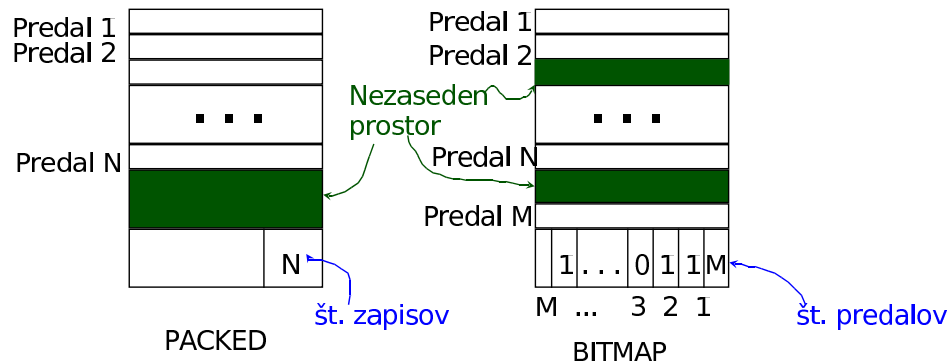 Predal 1
Predal 2
. . .
Predal N
N
št. zapisov
PACKED
Nezaseden
prostor
Predal 1
Predal 2
. . .
Predal N
Predal M
1 . . . 0 1 1 M
M ... 3 2 1
št. predalov
BITMAP